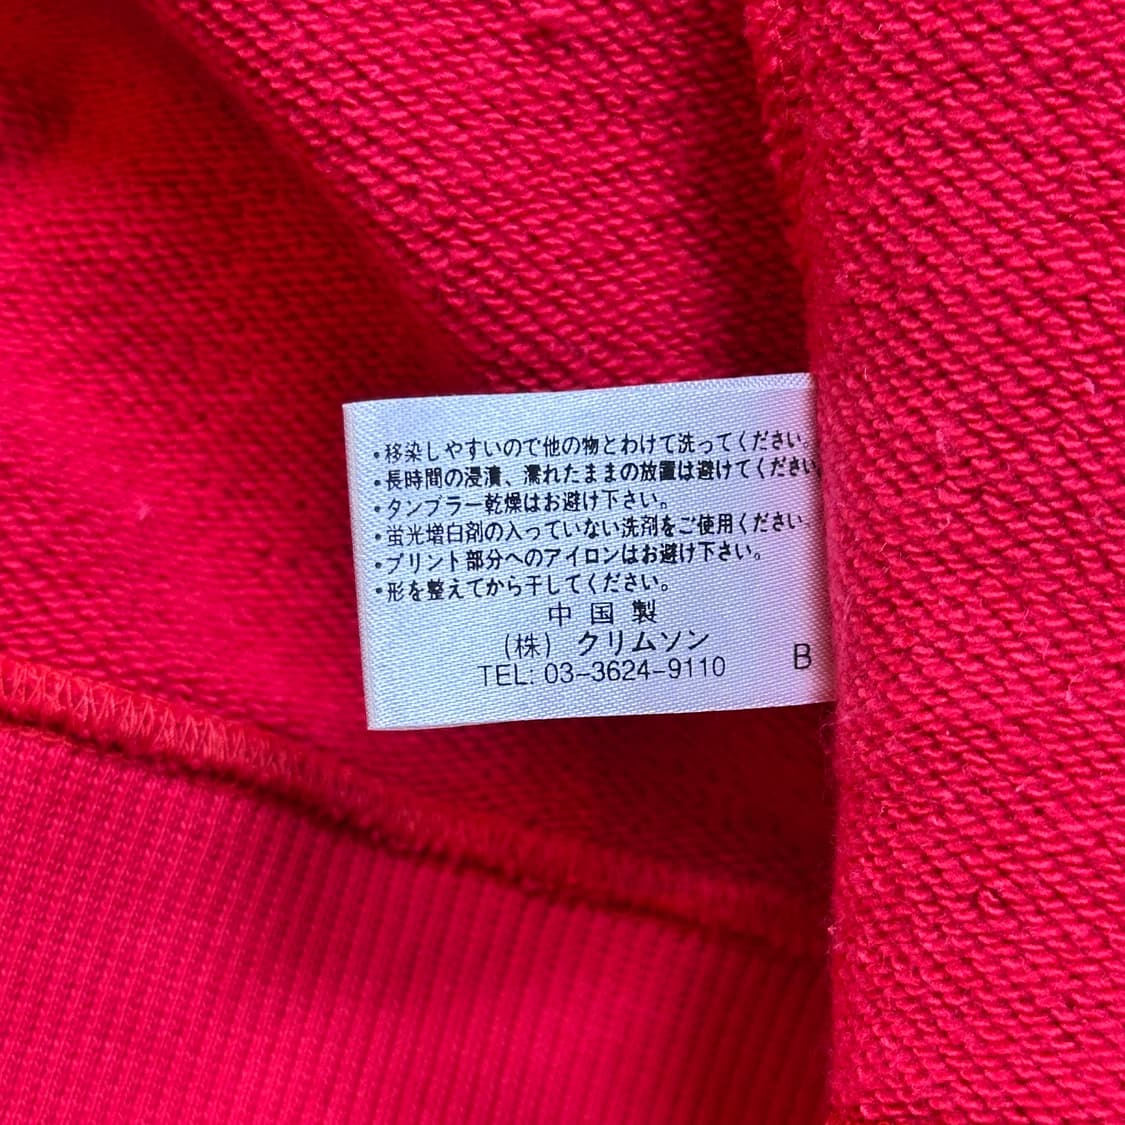 ・移染しやすいので他の物とわけて洗ってください。
・長時間の浸漬、濡れたままの放置は避けてください
・タンブラー乾燥はお避け下さい。
・蛍光増白剤の入っていない洗剤をご使用ください。
・プリント部分へのアイロンはお避け下さい。
・形を整えてから干してください。
中国製
(株) クリムソン
TEL: 03-3624-9110 B